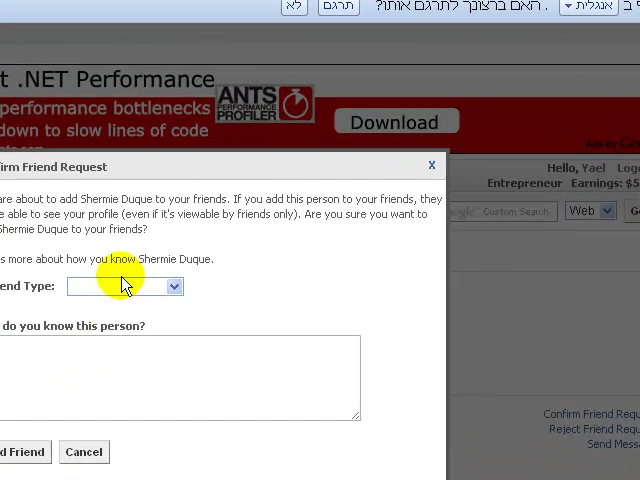 אנגלית
. האם ברצונך לתרגם אותו?
תרגם
לא
t .NET Performance
performance bottlenecks
down to slow lines of code
ANTS
PERFORMANCE
PROFILER
Download
Hello, Yael
Entrepreneur Earnings: $5
Custom Search
Web
firm Friend Request
x
are about to add Shermie Duque to your friends. If you add this person to your friends, they
e able to see your profile (even if it's viewable by friends only). Are you sure you want to
Shermie Duque to your friends?
s more about how you know Shermie Duque.
end Type:
do you know this person?
d Friend
Cancel
Confirm Friend Requ
Reject Friend Requ
Send Messa